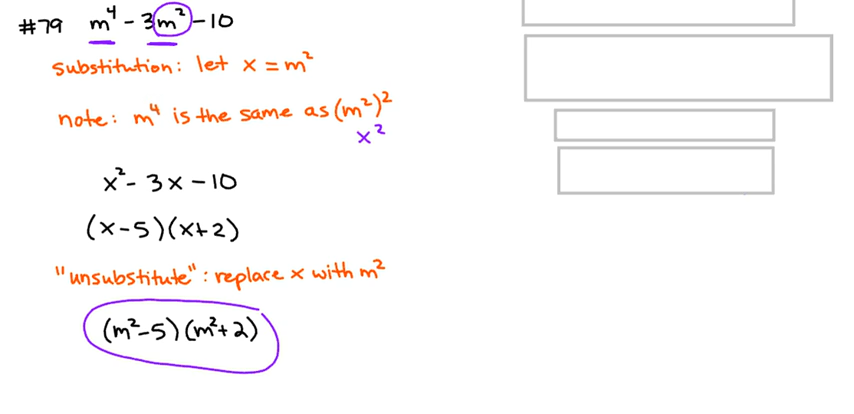 #79 m⁴ - 3m² - 10
substitution: let x = m²
note: m⁴ is the same as (m²)²
x²
x² - 3x - 10
(x-5)(x+2)
"unsubstitute": replace x with m²
(m²-5)(m²+2)